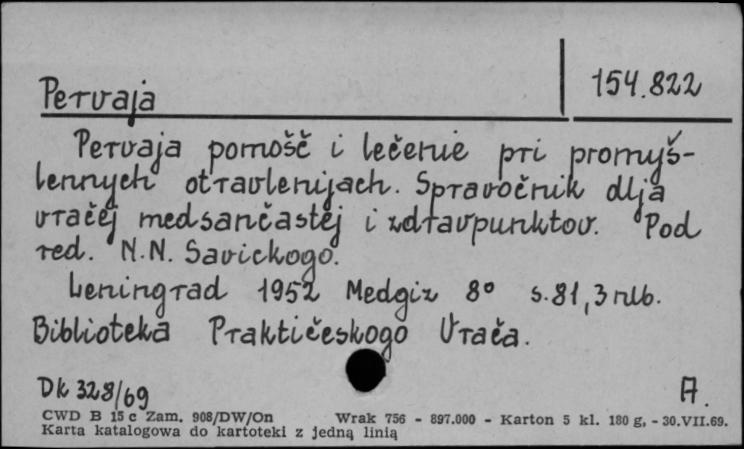 Pervaja 154.822
Pervaja pomošč i lečenie pri promyš-
lennych otravlenijach. Spravočnik dlja
vračej medsančastej i zdravpunktov. Pod
red. N.N. Savickogo.
Leningrad 1952 Medgiz 8° s.81,3 nlb.
Biblioteka Praktičeskogo Vrača.
Dk 328/69 A.
CWD B 15 c Zam. 908/DW/On Wrak 756 - 897.000 - Karton 5 kl. 180 g, - 30.VII.69.
Karta katalogowa do kartoteki z jedną linią